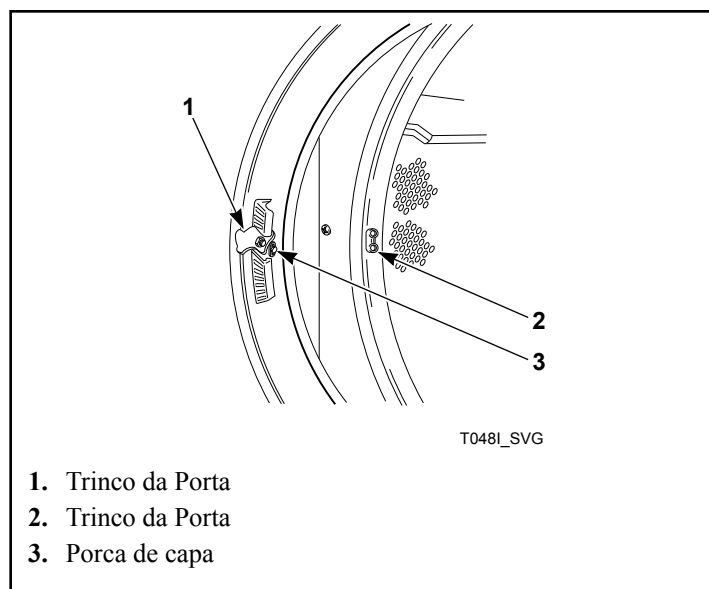 1
2
3
T048I_SVG
1. Trinco da Porta
2. Trinco da Porta
3. Porca de capa